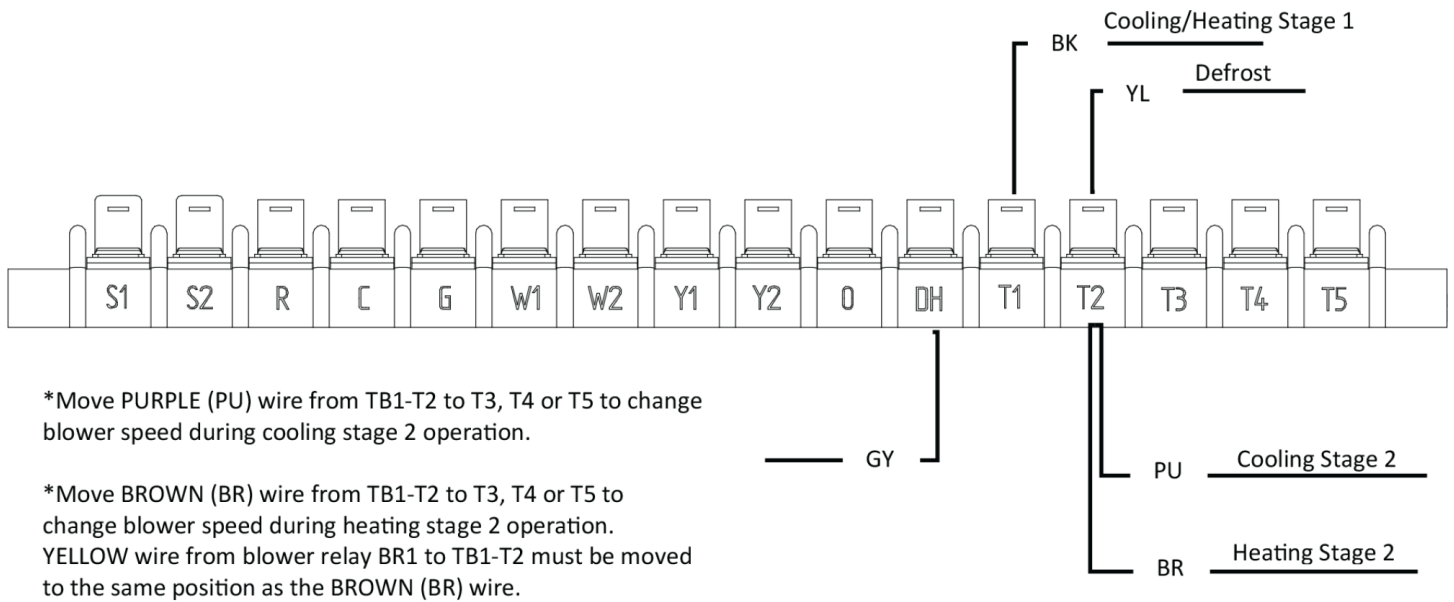 Cooling/Heating Stage 1
BK
Defrost
YL
S1 S2 R C G W1 W2 Y1 Y2 O DH T1 T2 T3 T4 T5
*Move PURPLE (PU) wire from TB1-T2 to T3, T4 or T5 to change
blower speed during cooling stage 2 operation.
GY
PU
Cooling Stage 2
*Move BROWN (BR) wire from TB1-T2 to T3, T4 or T5 to
change blower speed during heating stage 2 operation.
YELLOW wire from blower relay BR1 to TB1-T2 must be moved
to the same position as the BROWN (BR) wire.
BR
Heating Stage 2